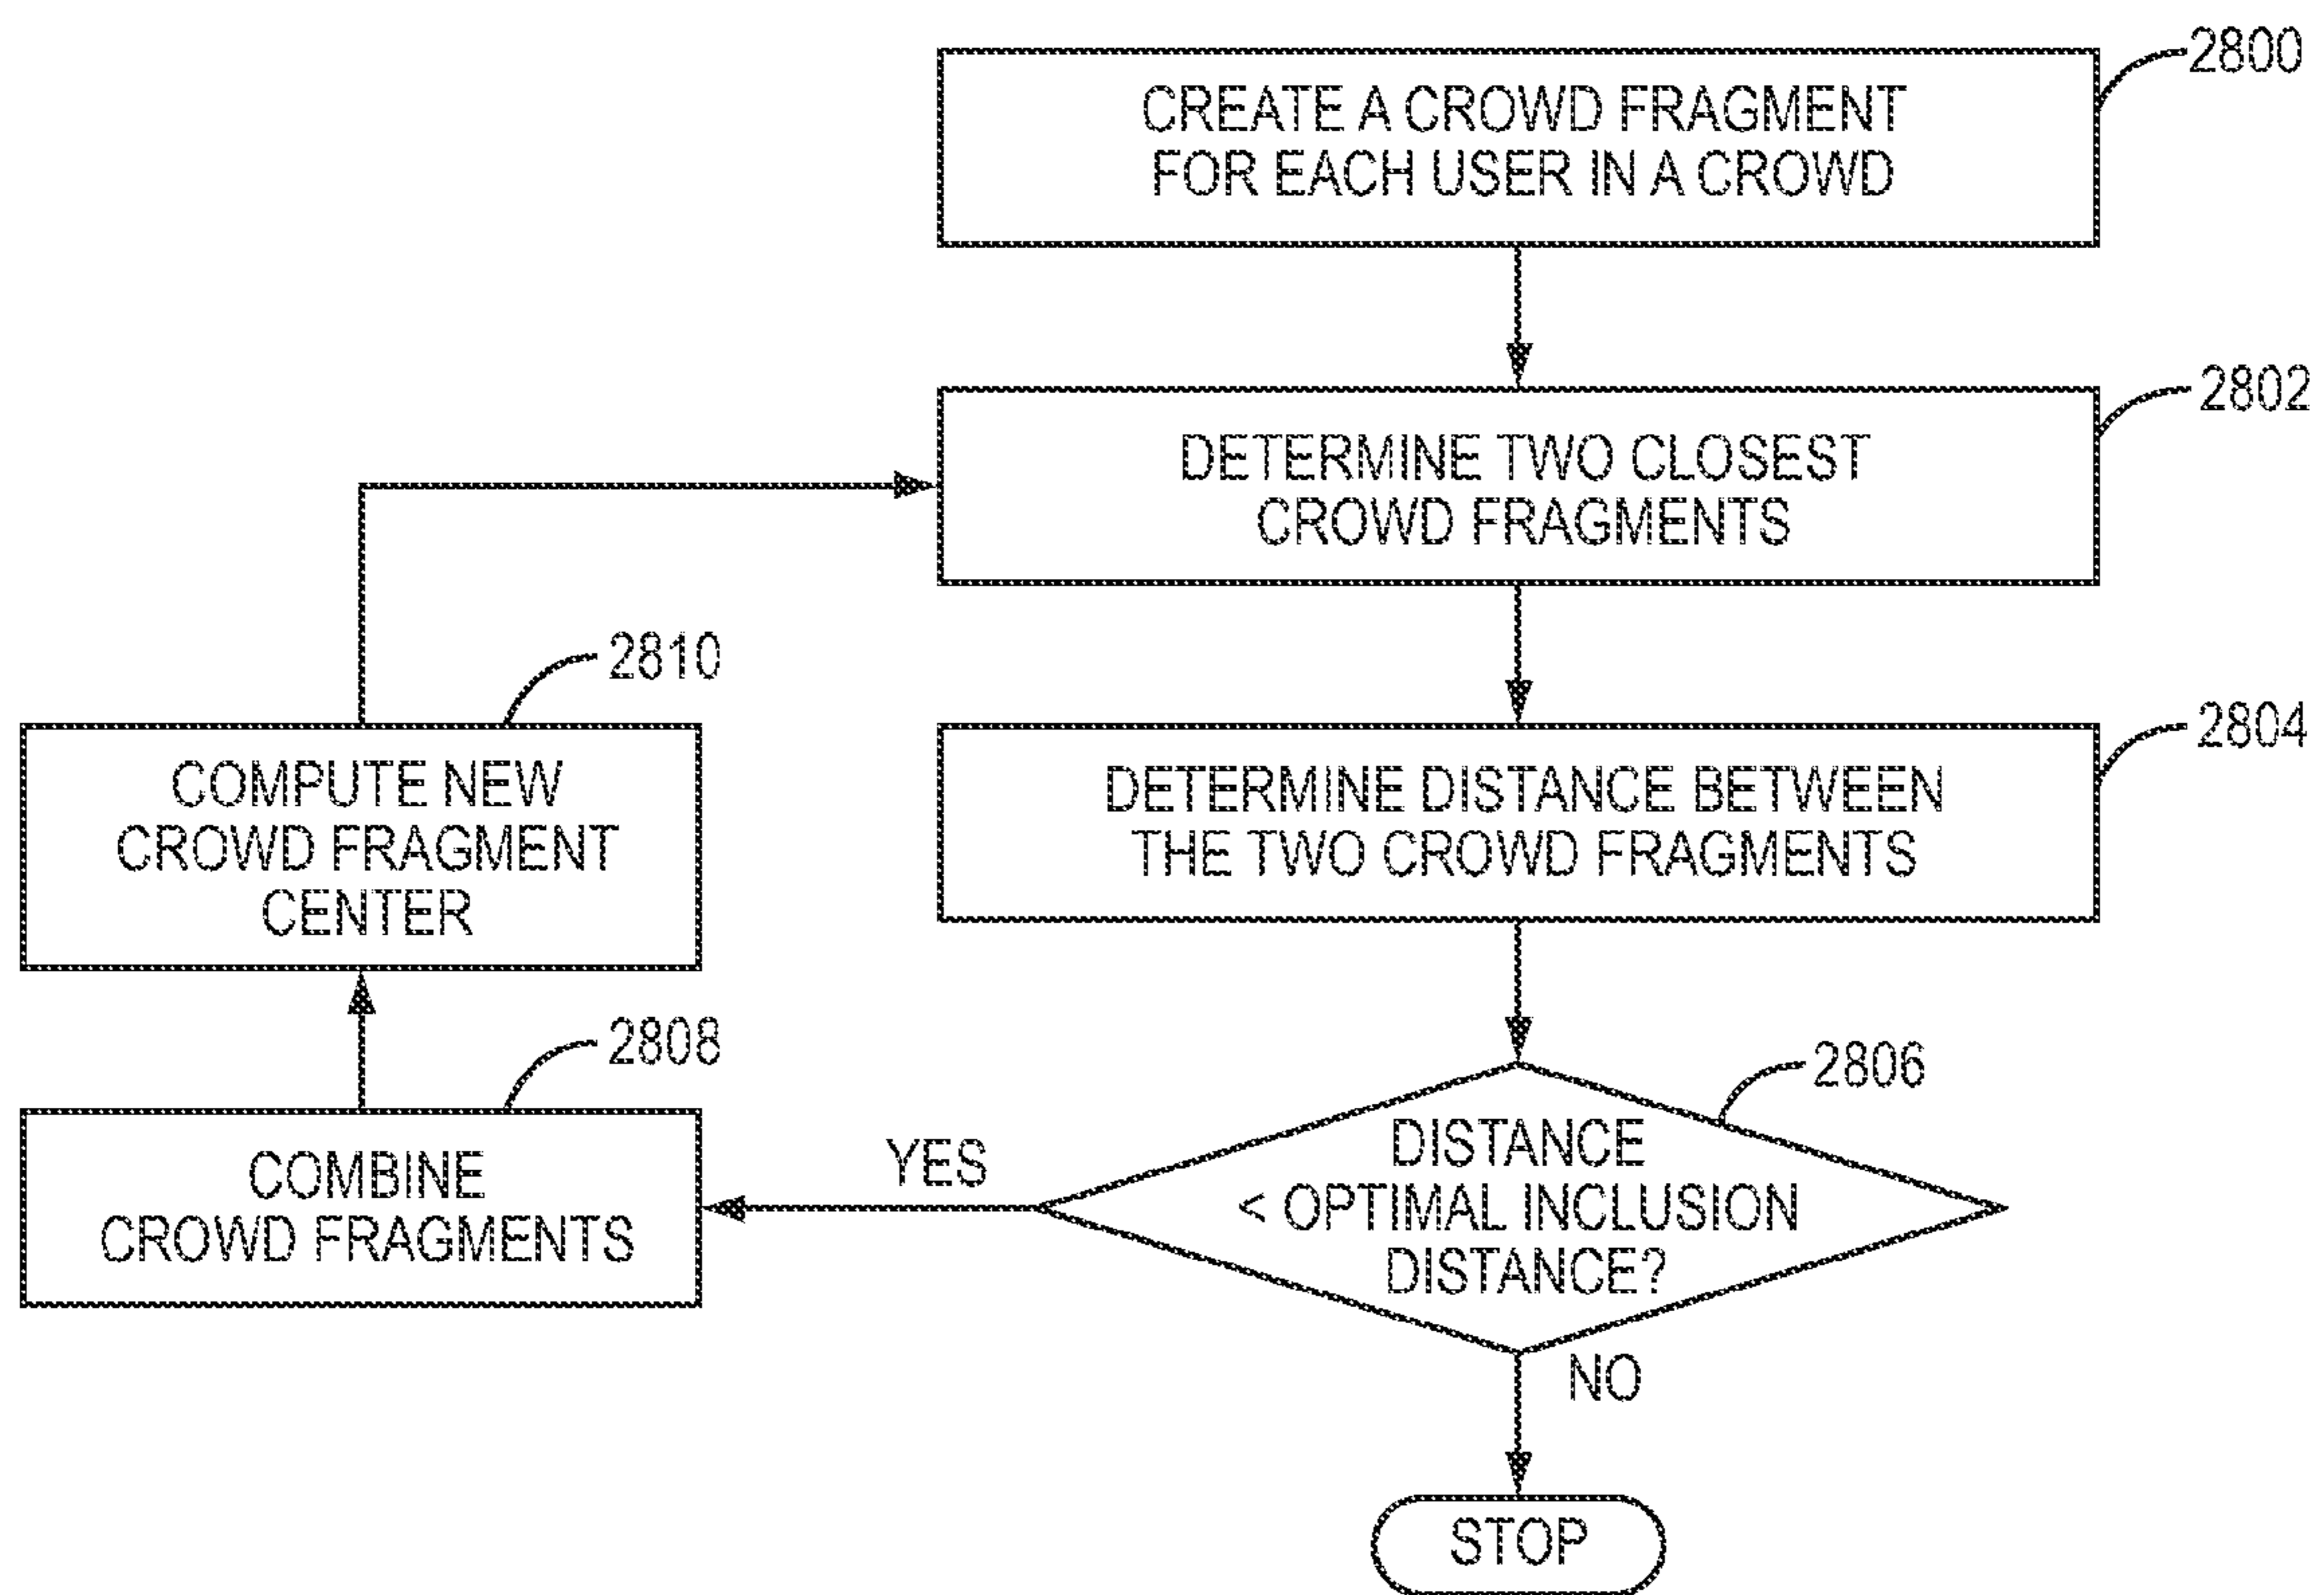 2800
CREATE A CROWD FRAGMENT
FOR EACH USER IN A CROWD
2802
DETERMINE TWO CLOSEST
CROWD FRAGMENTS
2810
COMPUTE NEW
CROWD FRAGMENT
CENTER
2804
DETERMINE DISTANCE BETWEEN
THE TWO CROWD FRAGMENTS
2808
COMBINE
CROWD FRAGMENTS
YES
2806
DISTANCE
< OPTIMAL INCLUSION
DISTANCE?
NO
STOP